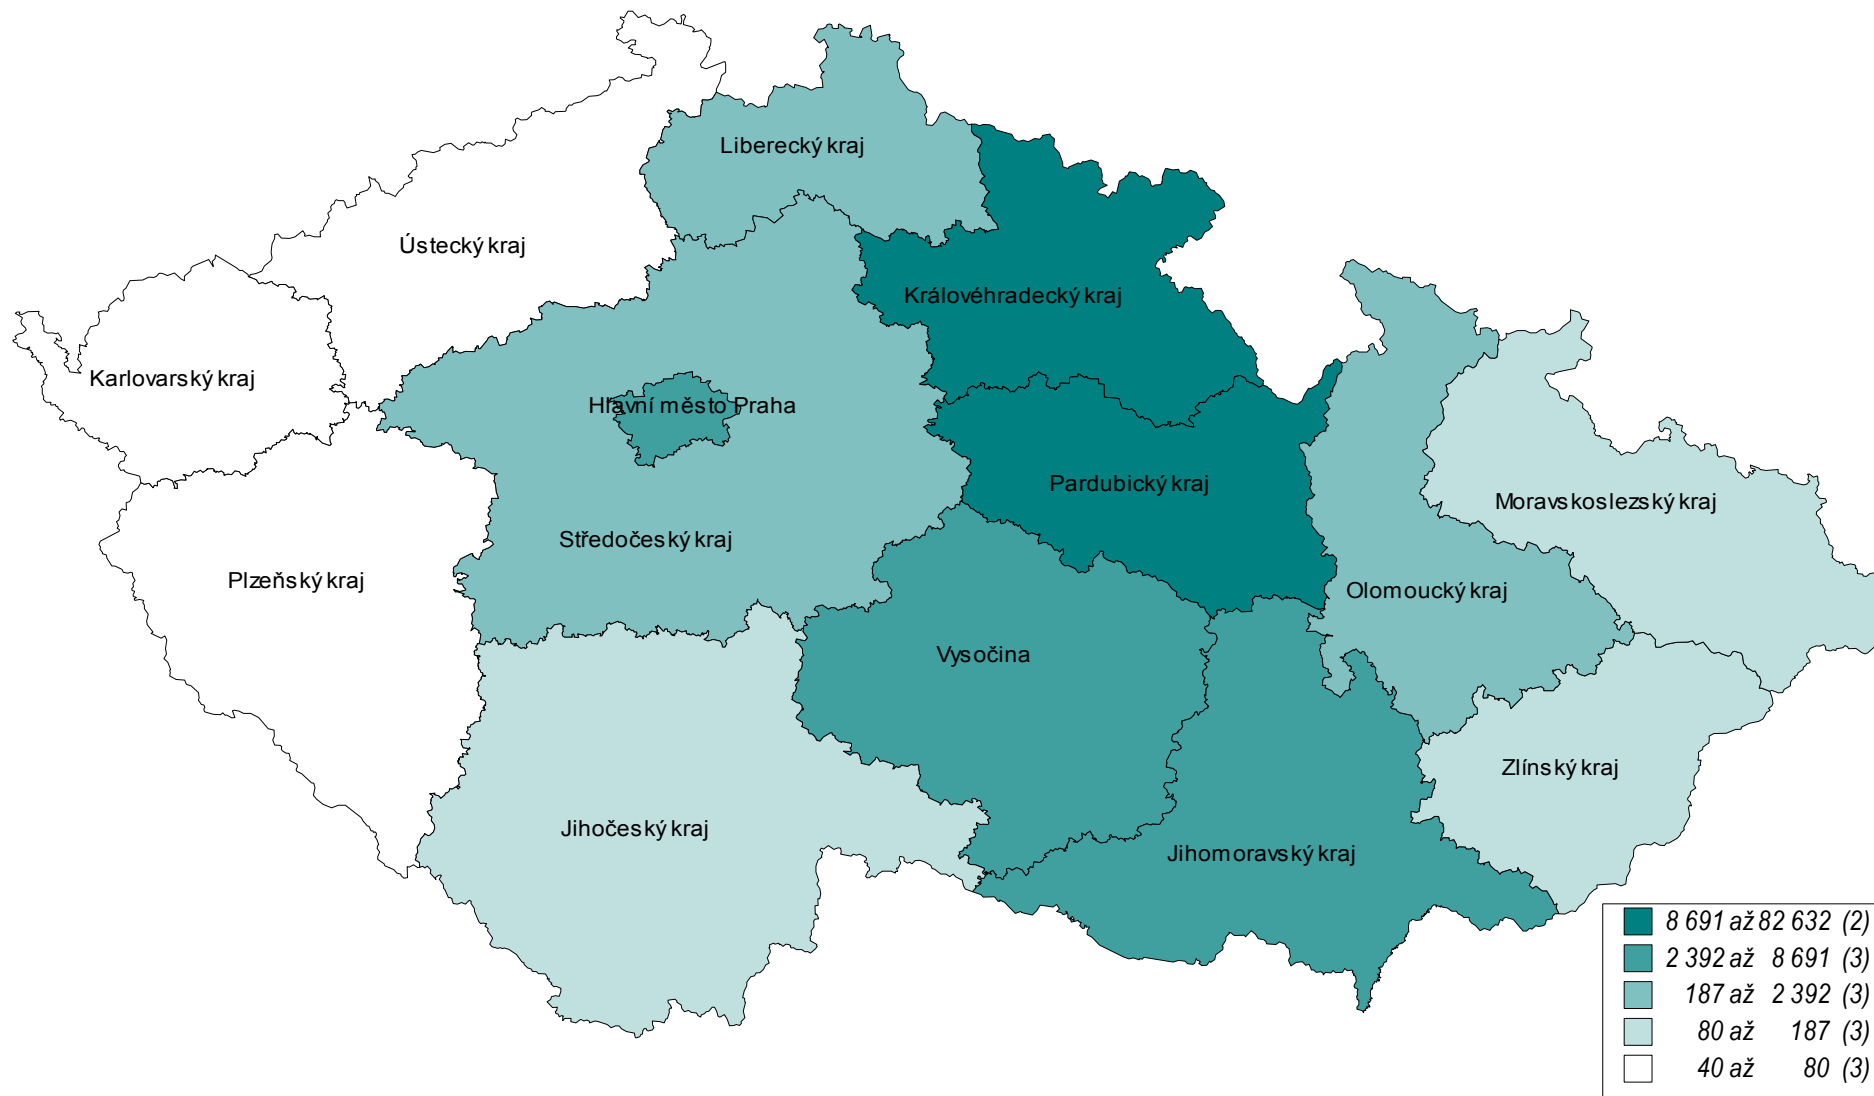 Liberecký kraj
Ústecký kraj
Královéhradecký kraj
Karlovarský kraj
Hlavní město Praha
Pardubický kraj
Moravskoslezský kraj
Středočeský kraj
Plzeňský kraj
Olomoucký kraj
Vysočina
Zlínský kraj
Jihočeský kraj
Jihomoravský kraj
8 691 až 82 632 (2)
2 392 až 8 691 (3)
187 až 2 392 (3)
80 až 187 (3)
40 až 80 (3)